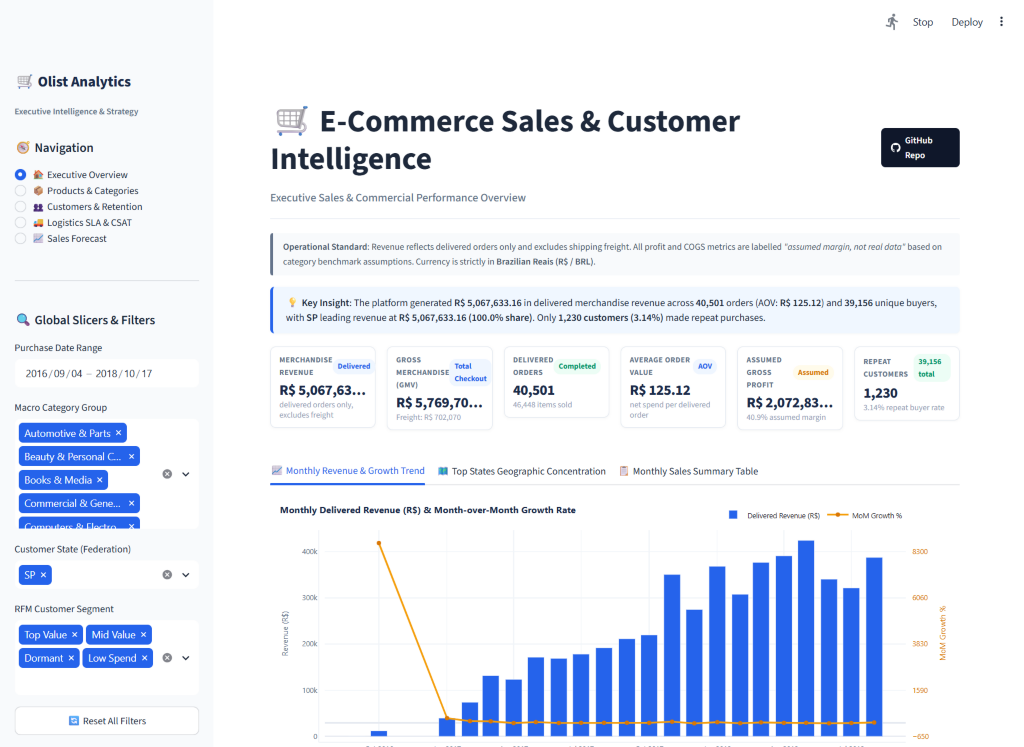 Stop Deploy
Olist Analytics
Executive Intelligence & Strategy
Navigation
Executive Overview
Products & Categories
Customers & Retention
Logistics SLA & CSAT
Sales Forecast
Global Slicers & Filters
Purchase Date Range
2016/09/04 – 2018/10/17
Macro Category Group
Automotive & Parts ×
Beauty & Personal C... ×
Books & Media ×
Commercial & Gene... ×
Computers & Electro... ×
Customer State (Federation)
SP ×
RFM Customer Segment
Top Value × Mid Value ×
Dormant × Low Spend ×
Reset All Filters
E-Commerce Sales & Customer
Intelligence
GitHub
Repo
Executive Sales & Commercial Performance Overview
Operational Standard: Revenue reflects delivered orders only and excludes shipping freight. All profit and COGS metrics are labelled "assumed margin, not real data" based on
category benchmark assumptions. Currency is strictly in Brazilian Reais (R$ / BRL).
Key Insight: The platform generated R$ 5,067,633.16 in delivered merchandise revenue across 40,501 orders (AOV: R$ 125.12) and 39,156 unique buyers,
with SP leading revenue at R$ 5,067,633.16 (100.0% share). Only 1,230 customers (3.14%) made repeat purchases.
MERCHANDISE
REVENUE
Delivered
R$ 5,067,63...
delivered orders only,
excludes freight
GROSS
MERCHANDISE
(GMV)
Total
Checkout
R$ 5,769,70...
Freight: R$ 702,070
DELIVERED
ORDERS
Completed
40,501
46,448 items sold
AVERAGE ORDER
VALUE
AOV
R$ 125.12
net spend per delivered
order
ASSUMED
GROSS
PROFIT
Assumed
R$ 2,072,83...
40.9% assumed margin
REPEAT
CUSTOMERS
39,156
total
1,230
3.14% repeat buyer rate
Monthly Revenue & Growth Trend
Top States Geographic Concentration
Monthly Sales Summary Table
Monthly Delivered Revenue (R$) & Month-over-Month Growth Rate
Delivered Revenue (R$) MoM Growth %
400k
300k
200k
100k
0
Revenue (R$)
8300
6060
3830
1590
−650
MoM Growth %